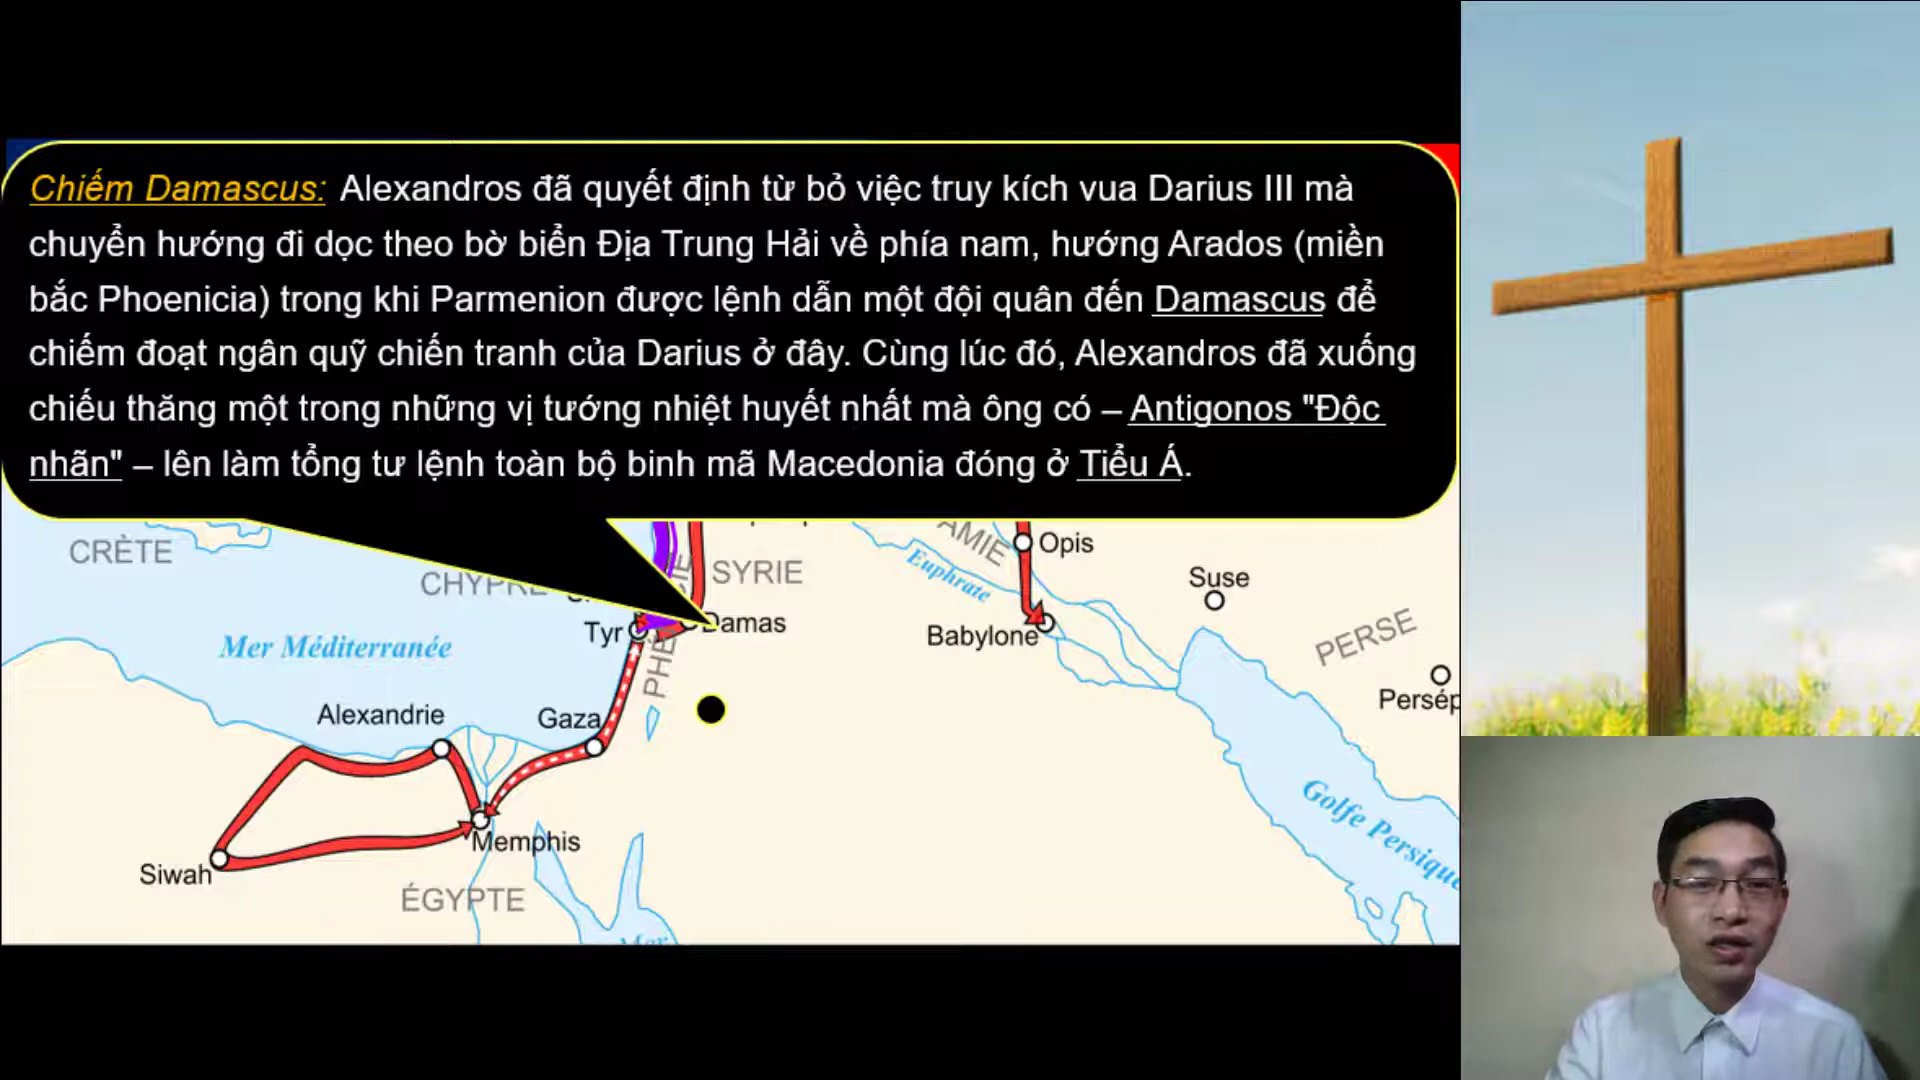 Chiếm Damascus: Alexandros đã quyết định từ bỏ việc truy kích vua Darius III mà
chuyển hướng đi dọc theo bờ biển Địa Trung Hải về phía nam, hướng Arados (miền
bắc Phoenicia) trong khi Parmenion được lệnh dẫn một đội quân đến Damascus để
chiếm đoạt ngân quỹ chiến tranh của Darius ở đây. Cùng lúc đó, Alexandros đã xuống
chiếu thăng một trong những vị tướng nhiệt huyết nhất mà ông có – Antigonos "Độc
nhãn" – lên làm tổng tư lệnh toàn bộ binh mã Macedonia đóng ở Tiểu Á.
CRÈTE
CHYPRE
SYRIE
AMIE
Opis
Euphrate
Suse
Tyr
Damas
Babylone
PERSE
Mer Méditerranée
PHÉ
Persép
Alexandrie
Gaza
Golfe Persique
Memphis
Siwah
ÉGYPTE
Mer